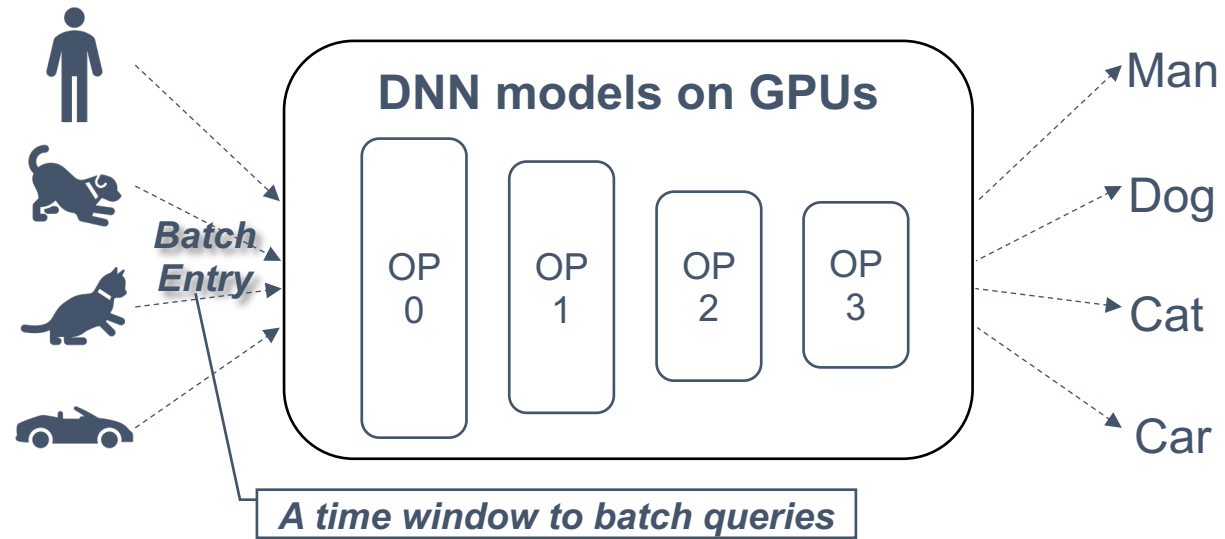 DNN models on GPUs
Batch
Entry
OP
0
OP
1
OP
2
OP
3
Man
Dog
Cat
Car
A time window to batch queries